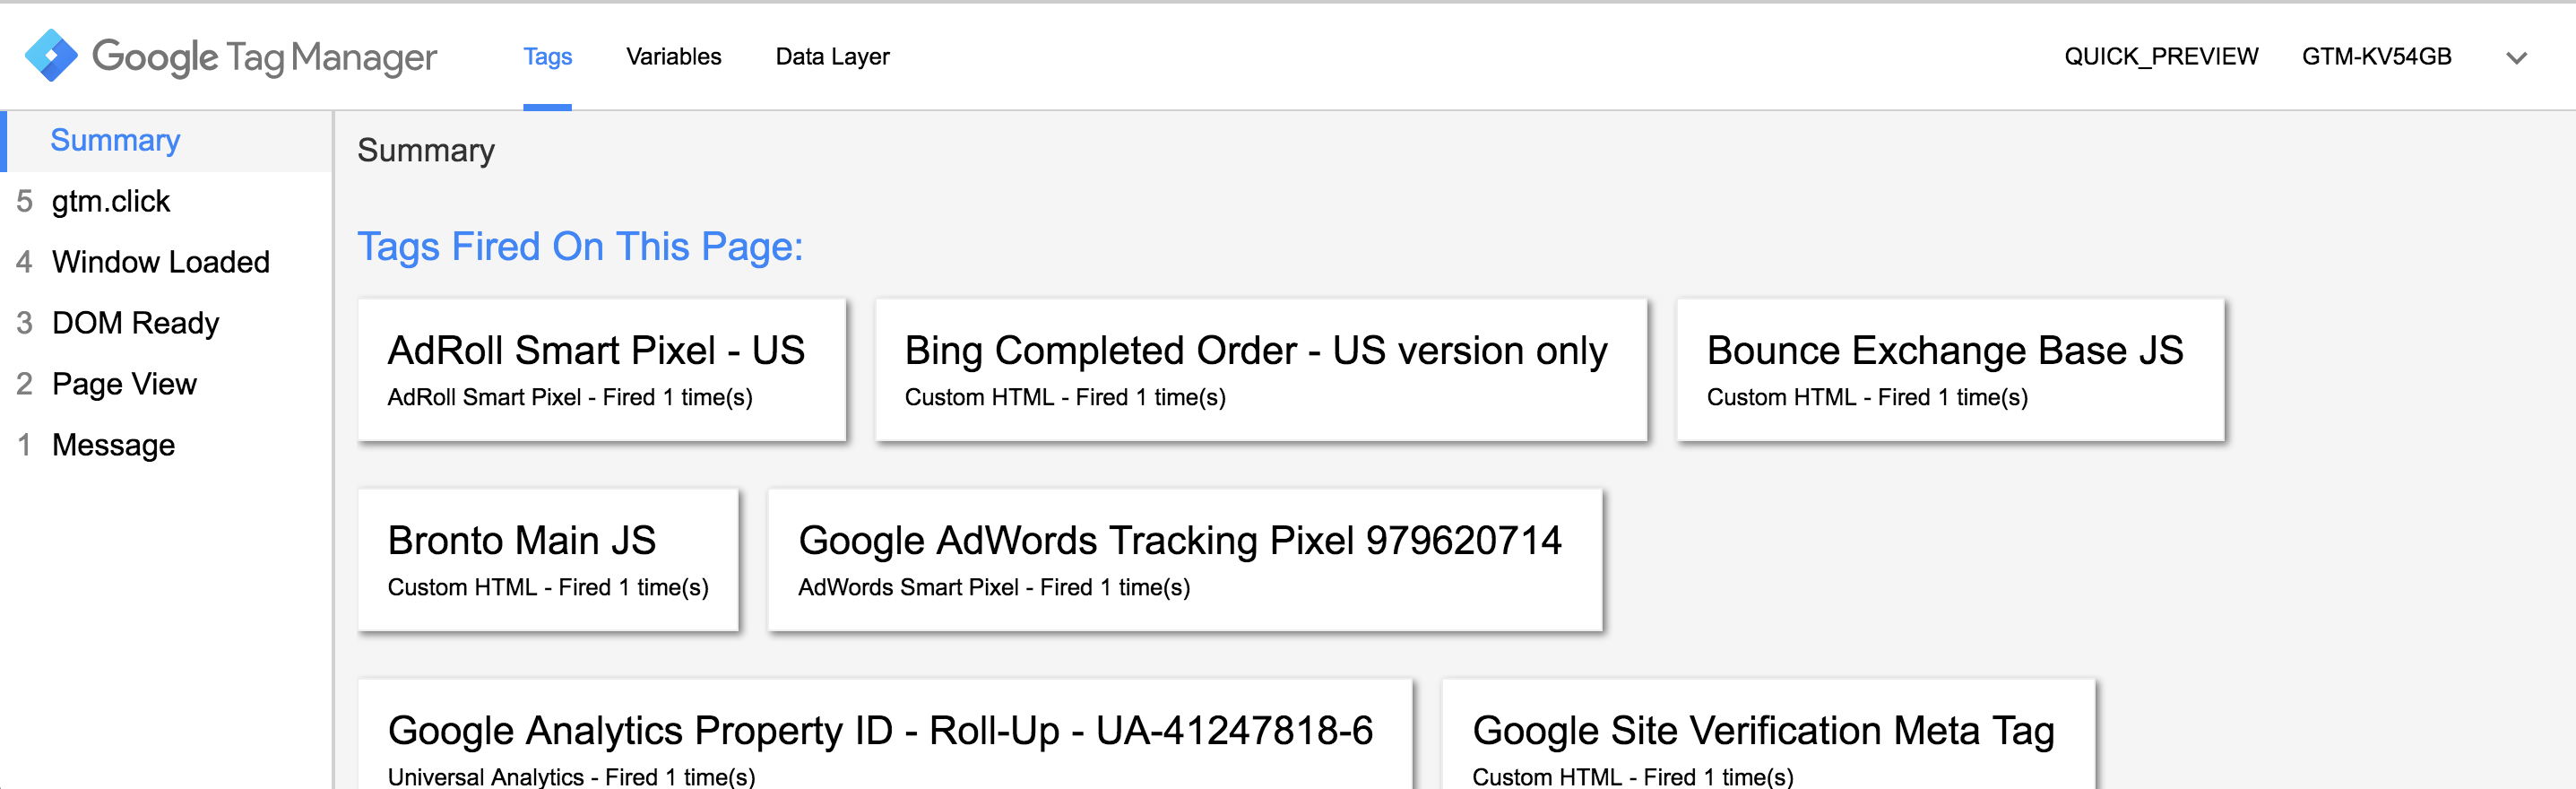 Google Tag Manager Tags Variables Data Layer QUICK_PREVIEW GTM-KV54GB
Summary
5 gtm.click
4 Window Loaded
3 DOM Ready
2 Page View
1 Message
Summary
Tags Fired On This Page:
AdRoll Smart Pixel - US
AdRoll Smart Pixel - Fired 1 time(s)
Bing Completed Order - US version only
Custom HTML - Fired 1 time(s)
Bounce Exchange Base JS
Custom HTML - Fired 1 time(s)
Bronto Main JS
Custom HTML - Fired 1 time(s)
Google AdWords Tracking Pixel 979620714
AdWords Smart Pixel - Fired 1 time(s)
Google Analytics Property ID - Roll-Up - UA-41247818-6
Universal Analytics - Fired 1 time(s)
Google Site Verification Meta Tag
Custom HTML - Fired 1 time(s)